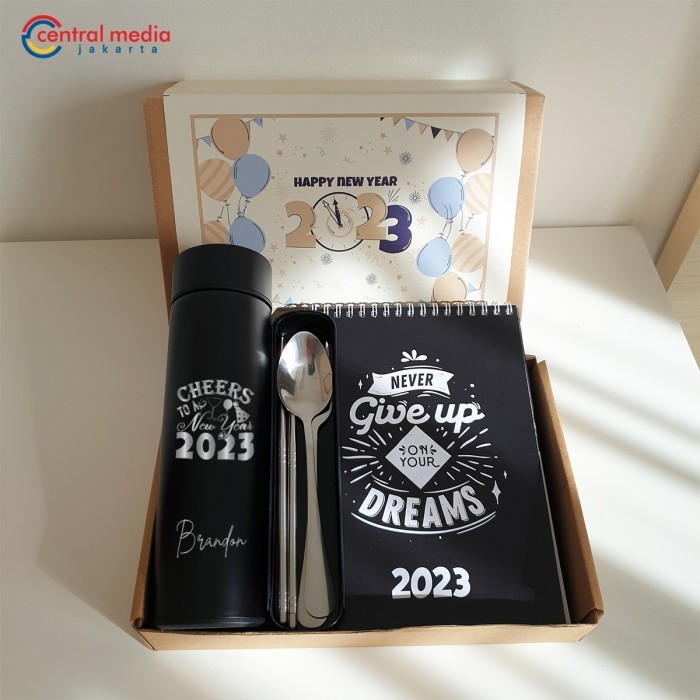 central media
jakarta
HAPPY NEW YEAR
2023
CHEERS
TO A
New Year
2023
Brandon
NEVER
Give up
ON
YOUR
DREAMS
2023